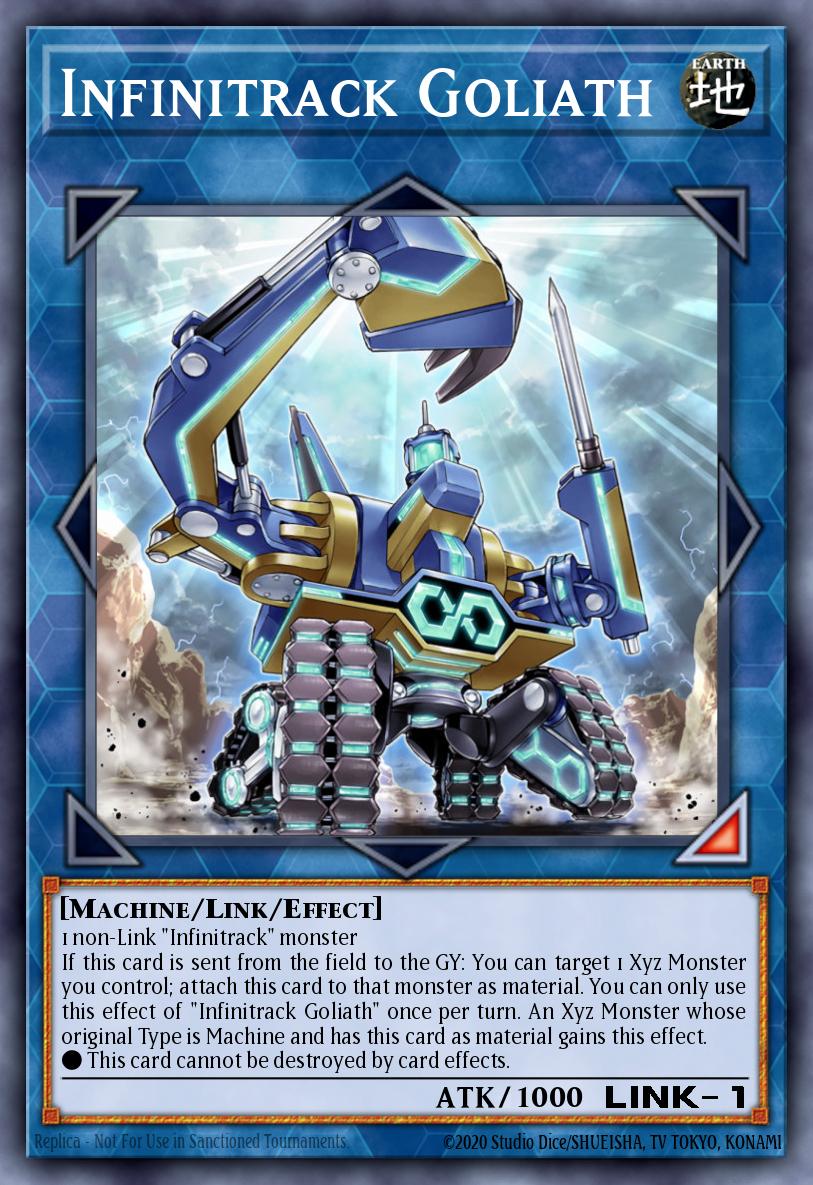 Infinitrack Goliath
EARTH
地
[Machine/Link/Effect]
1 non-Link "Infinitrack" monster
If this card is sent from the field to the GY: You can target 1 Xyz Monster
you control; attach this card to that monster as material. You can only use
this effect of "Infinitrack Goliath" once per turn. An Xyz Monster whose
original Type is Machine and has this card as material gains this effect.
● This card cannot be destroyed by card effects.
ATK/1000 LINK-1
Replica - Not For Use in Sanctioned Tournaments.
©2020 Studio Dice/SHUEISHA, TV TOKYO, KONAMI